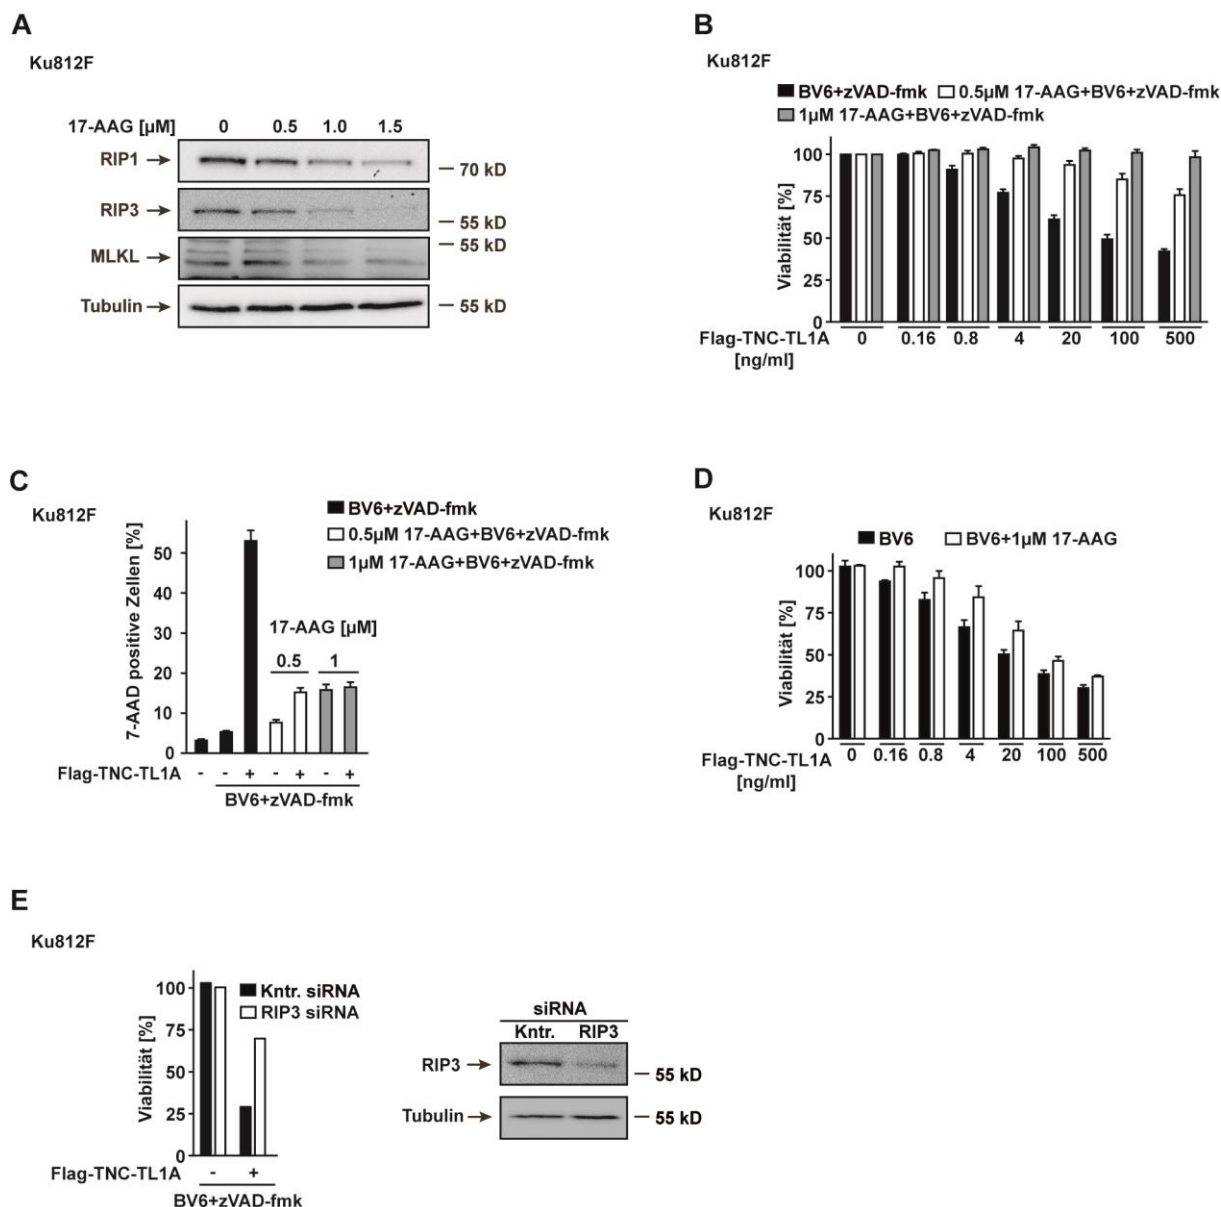 A
Ku812F
17-AAG [µM] 0 0.5 1.0 1.5
RIP1
70 kD
RIP3
55 kD
55 kD
MLKL
Tubulin
55 kD
B
Ku812F
BV6+zVAD-fmk 0.5µM 17-AAG+BV6+zVAD-fmk
1µM 17-AAG+BV6+zVAD-fmk
Viabilität [%]
100
75
50
25
0
Flag-TNC-TL1A 0 0.16 0.8 4 20 100 500
[ng/ml]
C
Ku812F
BV6+zVAD-fmk
0.5µM 17-AAG+BV6+zVAD-fmk
1µM 17-AAG+BV6+zVAD-fmk
7-AAD positive Zellen [%]
50
40
30
20
10
0
17-AAG [µM]
0.5 1
Flag-TNC-TL1A - - + - + - +
BV6+zVAD-fmk
D
Ku812F
BV6 BV6+1µM 17-AAG
Viabilität [%]
100
75
50
25
0
Flag-TNC-TL1A 0 0.16 0.8 4 20 100 500
[ng/ml]
E
Ku812F
Kntr. siRNA
RIP3 siRNA
Viabilität [%]
100
75
50
25
0
Flag-TNC-TL1A - +
BV6+zVAD-fmk
siRNA
Kntr. RIP3
RIP3
55 kD
Tubulin
55 kD